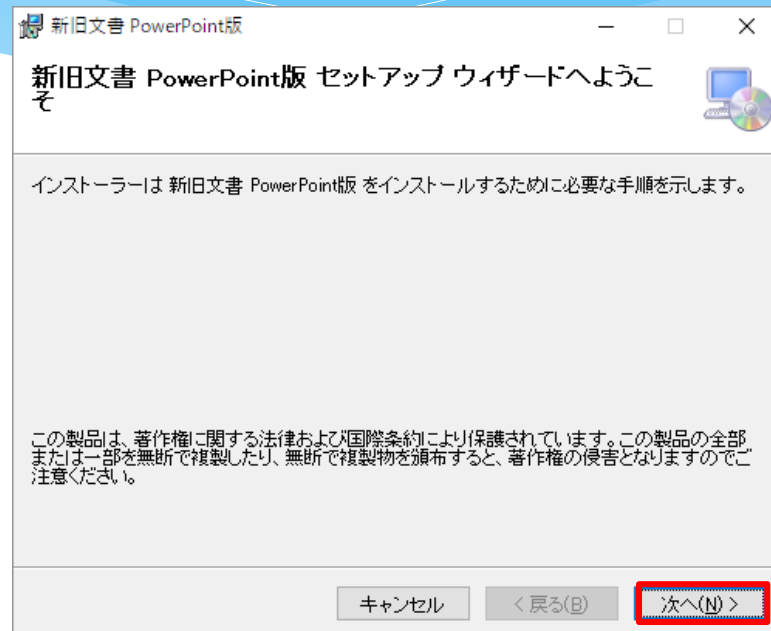 新旧文書 PowerPoint版
新旧文書 PowerPoint版 セットアップ ウィザードへようこ
そ
インストーラーは 新旧文書 PowerPoint版 をインストールするために必要な手順を示します。
この製品は、著作権に関する法律および国際条約により保護されています。この製品の全部
または一部を無断で複製したり、無断で複製物を頒布すると、著作権の侵害となりますのでご
注意ください。
キャンセル < 戻る(B) 次へ(N) >